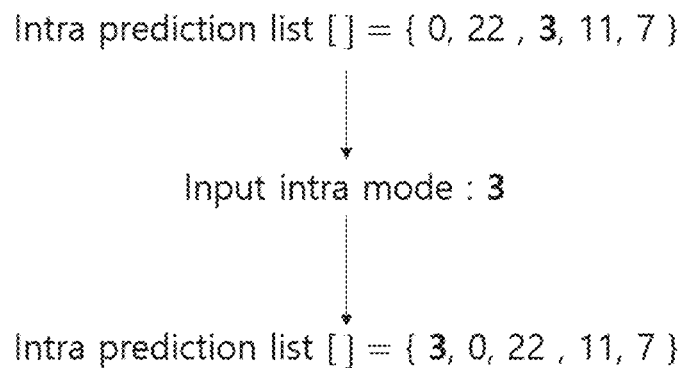 Intra prediction list [ ] = { 0, 22 , 3, 11, 7 }
Input intra mode : 3
Intra prediction list [ ] = { 3, 0, 22 , 11, 7 }